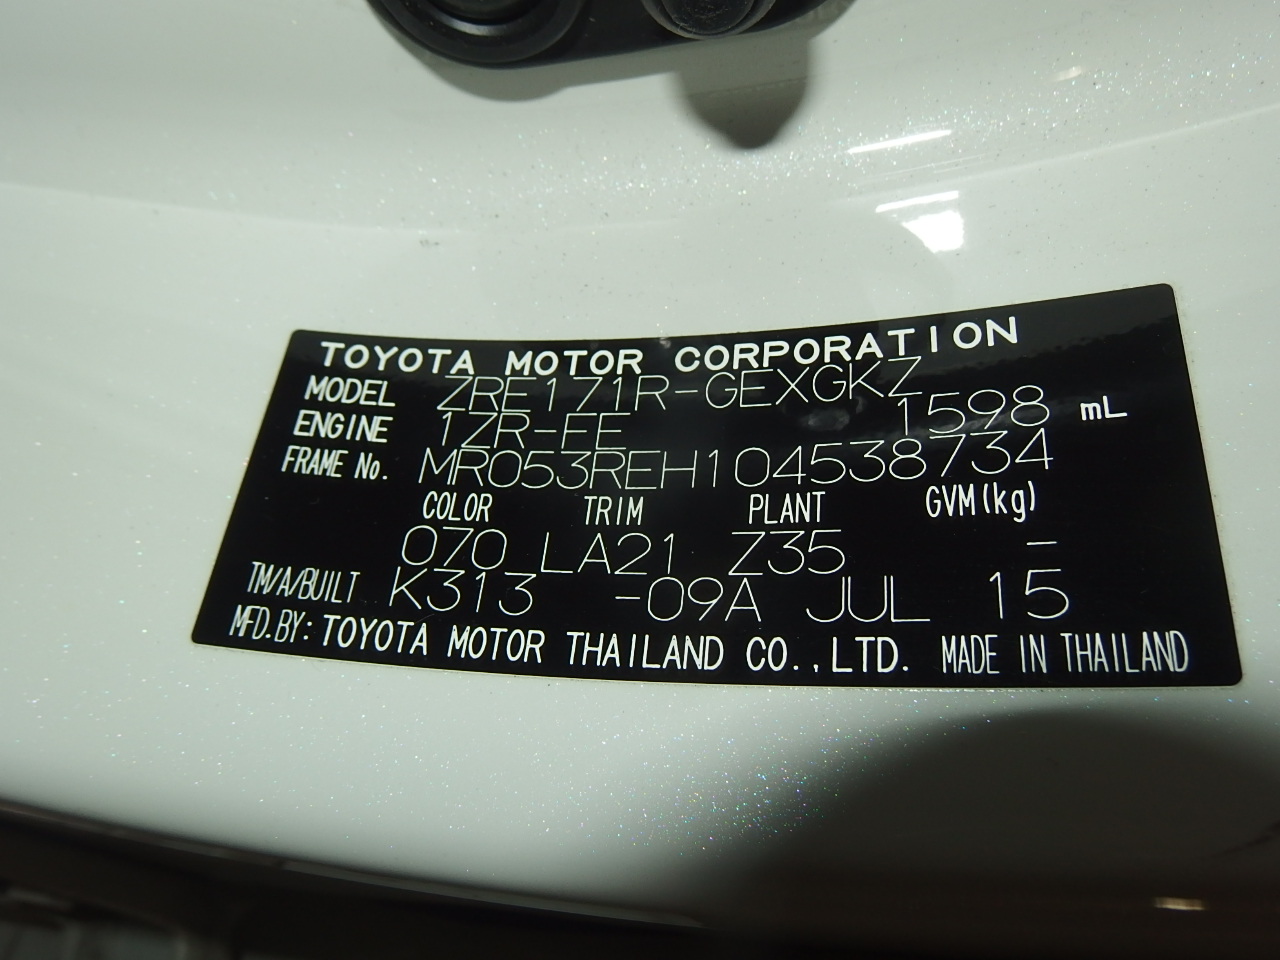 TOYOTA MOTOR CORPORATION
MODEL ZRE171R-GEXGKZ
ENGINE 1ZR-FE 1598 mL
FRAME No. MR053REH104538734
COLOR TRIM PLANT GVM(kg)
070 LA21 Z35 -
TM/A/BUILT K313 -09A JUL 15
MFD.BY: TOYOTA MOTOR THAILAND CO.,LTD. MADE IN THAILAND